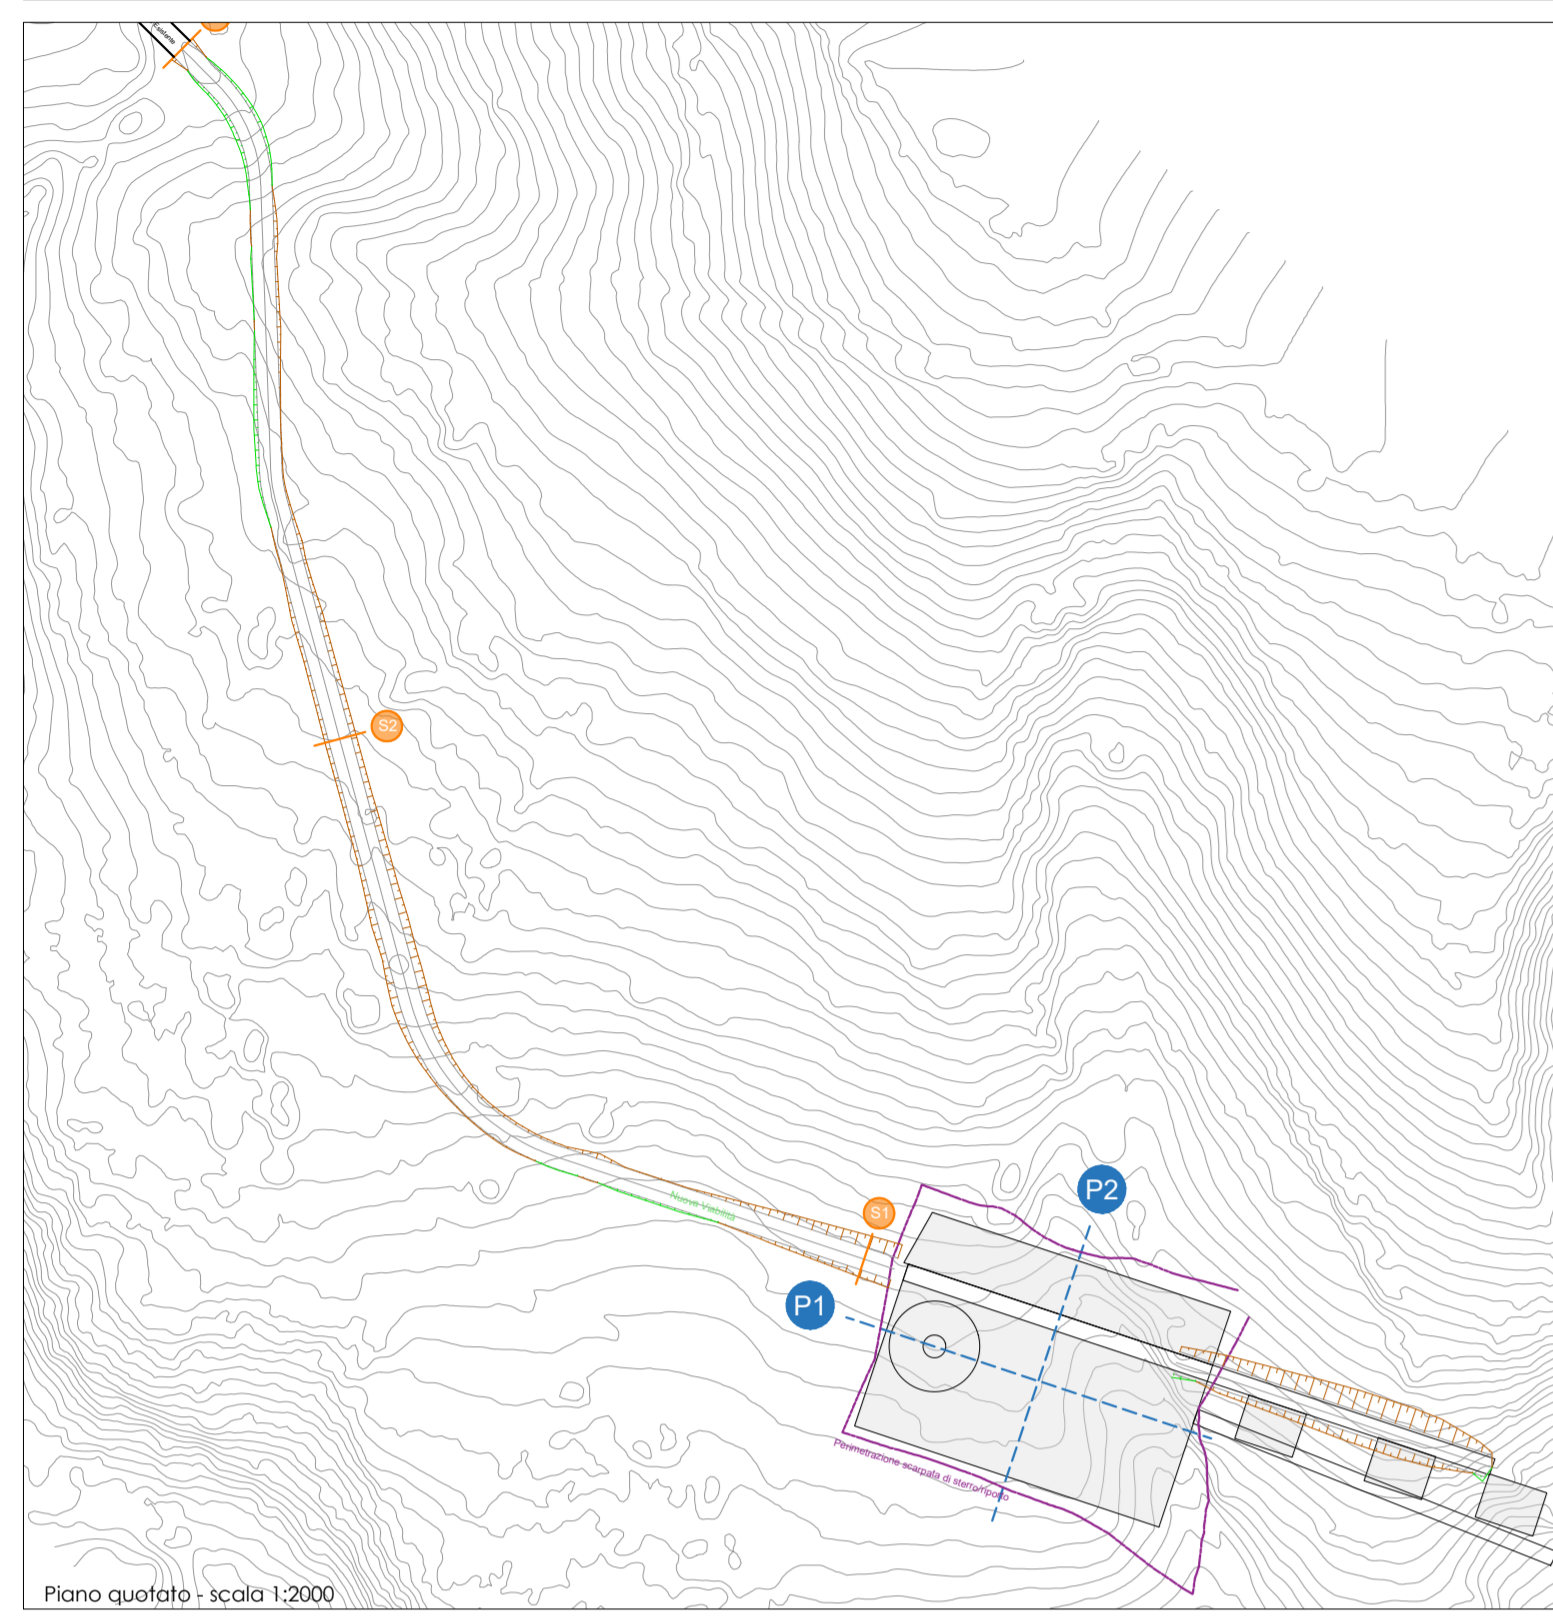 Esistente
S2
Nuova Viabilità
S1
P2
P1
Perimetrazione scarpata di sterro/riporto
Piano quotato - scala 1:2000